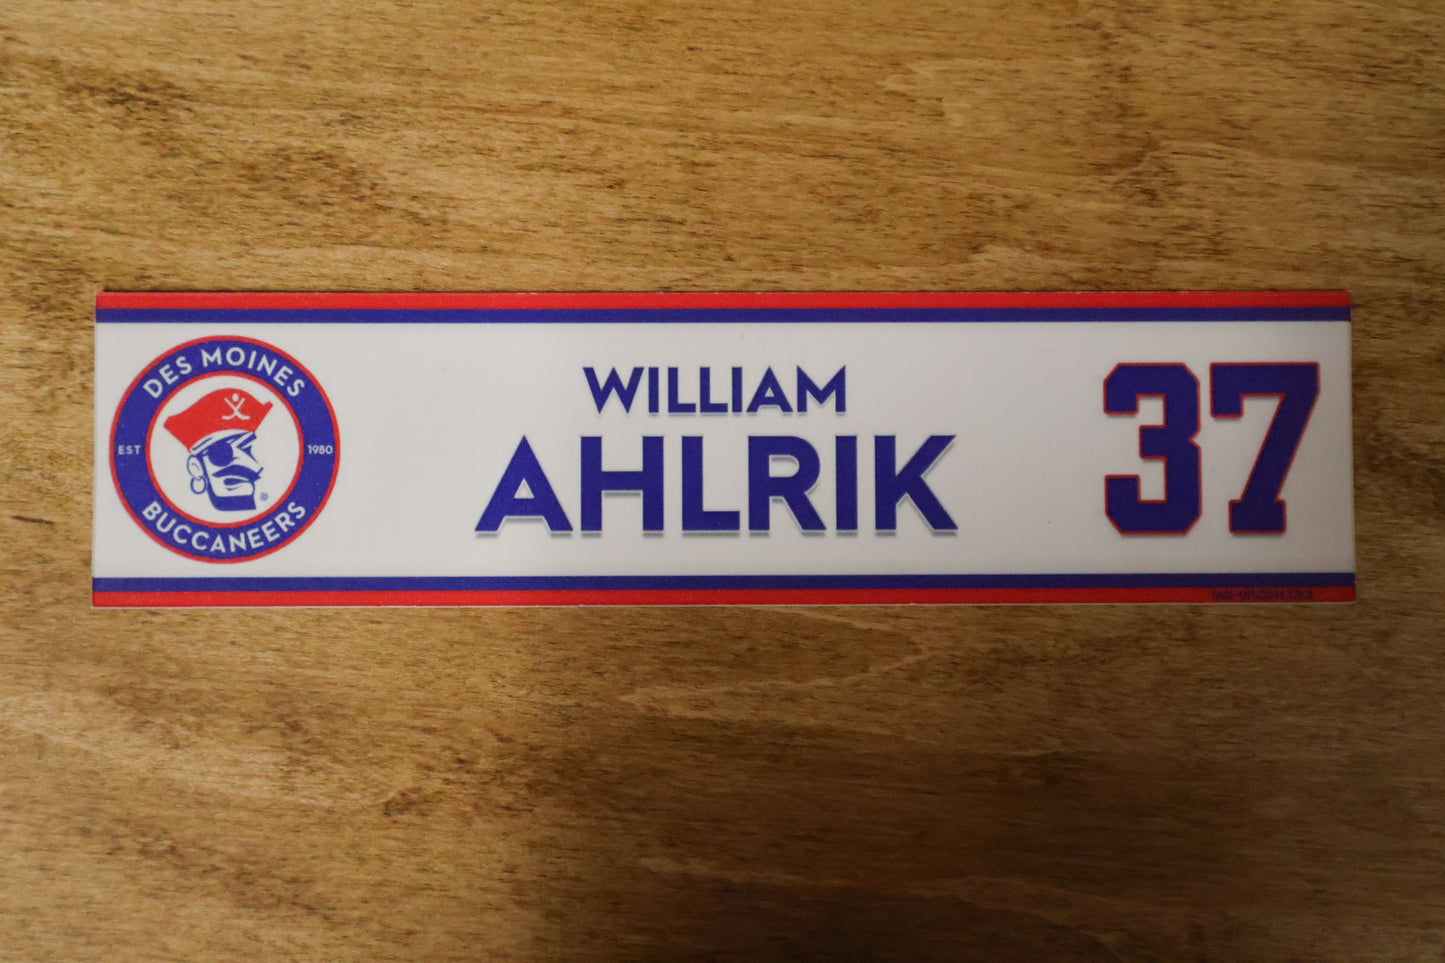 DES MOINES
EST 1980
BUCCANEERS
®
WILLIAM
AHLRIK
37